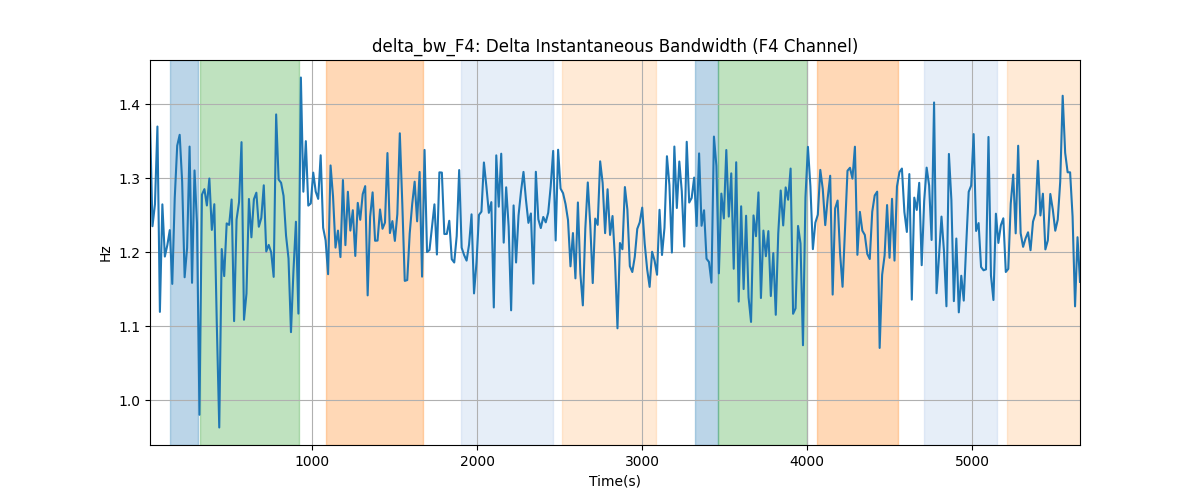 delta_bw_F4: Delta Instantaneous Bandwidth (F4 Channel)
1.4
1.3
1.2
1.1
1.0
Hz
1000 2000 3000 4000 5000
Time(s)